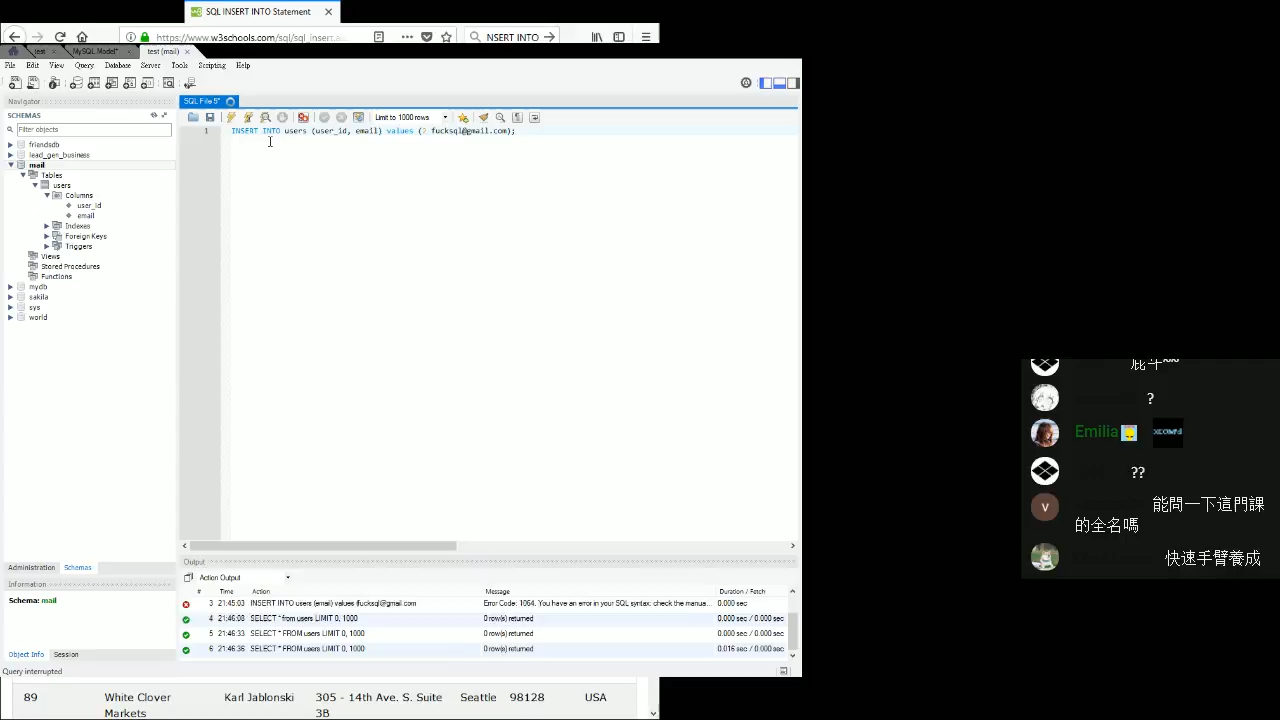 SQL INSERT INTO Statement
https://www.w3schools.com/sql/sql_insert.as
NSERT INTO
test
MySQL Model*
test (mail)
File Edit View Query Database Server Tools Scripting Help
Navigator
SQL File 5*
SCHEMAS
Limit to 1000 rows
Filter objects
1 INSERT INTO users (user_id, email) values (2 fucksql@gmail.com);
friendsdb
lead_gen_business
mail
Tables
users
Columns
user_id
email
Indexes
Foreign Keys
Triggers
Views
Stored Procedures
Functions
mydb
sakila
sys
world
?
Emilia
??
V
能問一下這門課
的全名嗎
快速手臂養成
Output
Administration Schemas
Action Output
Information
# Time Action Message Duration / Fetch
Schema: mail
3 21:45:03 INSERT INTO users (email) values (fucksql@gmail.com Error Code: 1064. You have an error in your SQL syntax; check the manua... 0.000 sec
4 21:46:08 SELECT * from users LIMIT 0, 1000 0 row(s) returned 0.000 sec / 0.000 sec
5 21:46:33 SELECT * FROM users LIMIT 0, 1000 0 row(s) returned 0.000 sec / 0.000 sec
6 21:46:36 SELECT * FROM users LIMIT 0, 1000 0 row(s) returned 0.016 sec / 0.000 sec
Object Info Session
Query interrupted
89 White Clover Karl Jablonski 305 - 14th Ave. S. Suite Seattle 98128 USA
Markets 3B